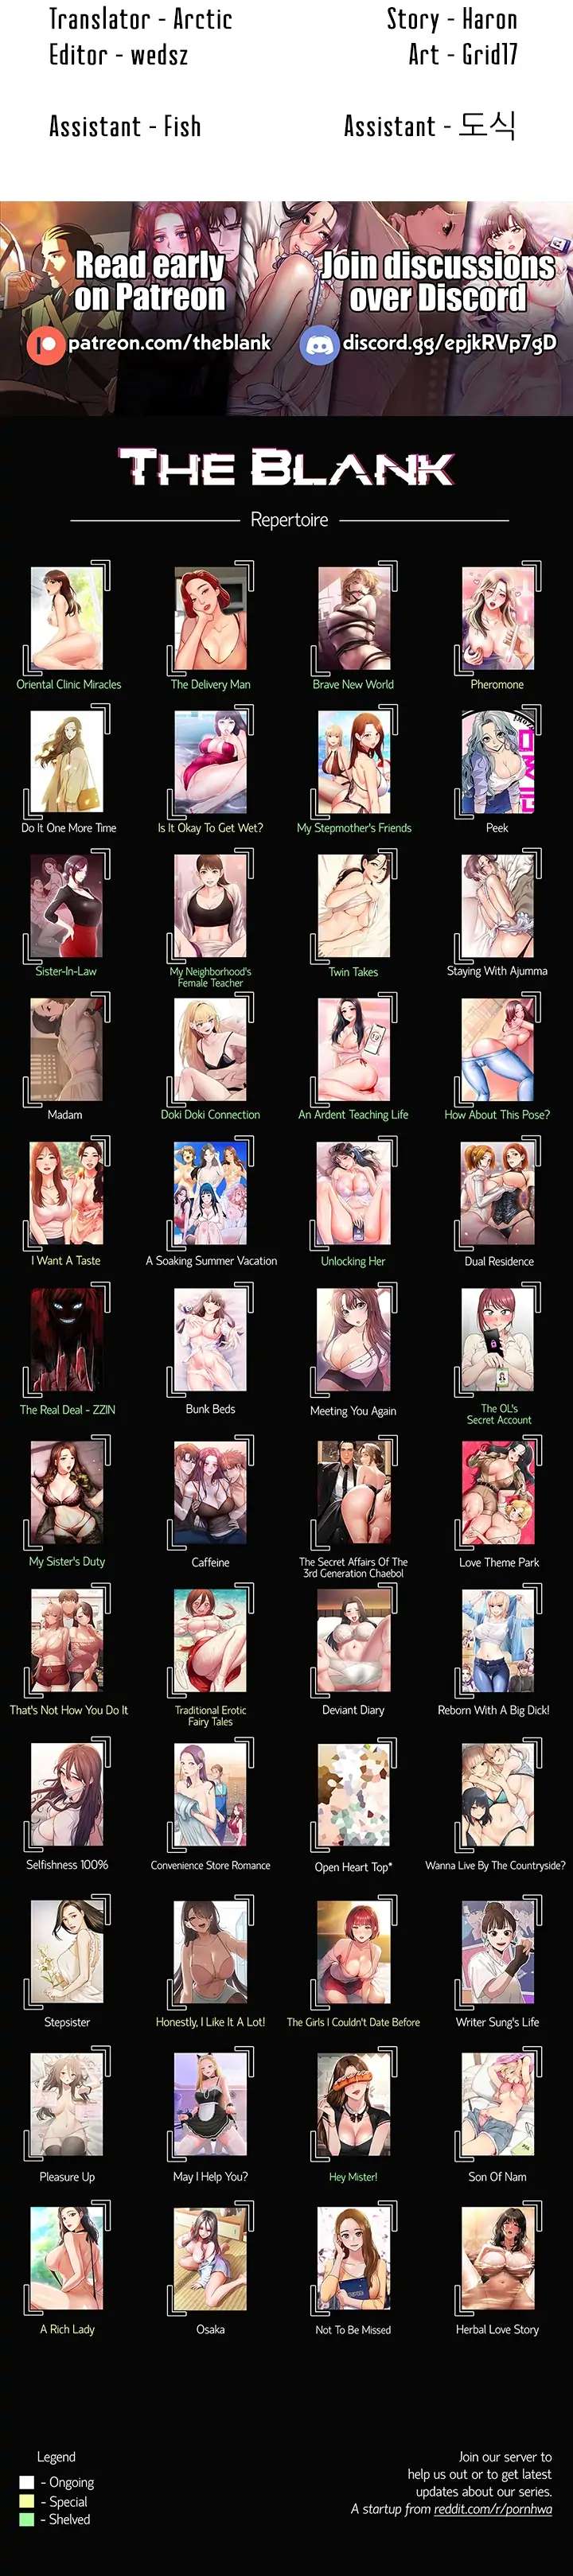 Translator - Arctic
Story - Haron
Editor - wedsz
Art - Grid17
Assistant - Fish
Assistant - 도식
Read early
on Patreon
patreon.com/theblank
Join discussions
over Discord
discord.gg/epjkRVp7gD
THE BLANK
Repertoire
Oriental Clinic Miracles
The Delivery Man
Brave New World
Pheromone
Do It One More Time
Is It Okay To Get Wet?
My Stepmother's Friends
Peek
Sister-In-Law
My Neighborhood's
Female Teacher
Twin Takes
Staying With Ajumma
Madam
Doki Doki Connection
An Ardent Teaching Life
How About This Pose?
I Want A Taste
A Soaking Summer Vacation
Unlocking Her
Dual Residence
The Real Deal - ZZIN
Bunk Beds
Meeting You Again
The OL's
Secret Account
My Sister's Duty
Caffeine
The Secret Affairs Of The
3rd Generation Chaebol
Love Theme Park
That's Not How You Do It
Traditional Erotic
Fairy Tales
Deviant Diary
Reborn With A Big Dick!
Selfishness 100%
Convenience Store Romance
Open Heart Top*
Wanna Live By The Countryside?
Stepsister
Honestly, I Like It A Lot!
The Girls I Couldn't Date Before
Writer Sung's Life
Pleasure Up
May I Help You?
Hey Mister!
Son Of Nam
A Rich Lady
Osaka
Not To Be Missed
Herbal Love Story
Legend
- Ongoing
- Special
- Shelved
Join our server to
help us out or to get latest
updates about our series.
A startup from reddit.com/r/pornhwa